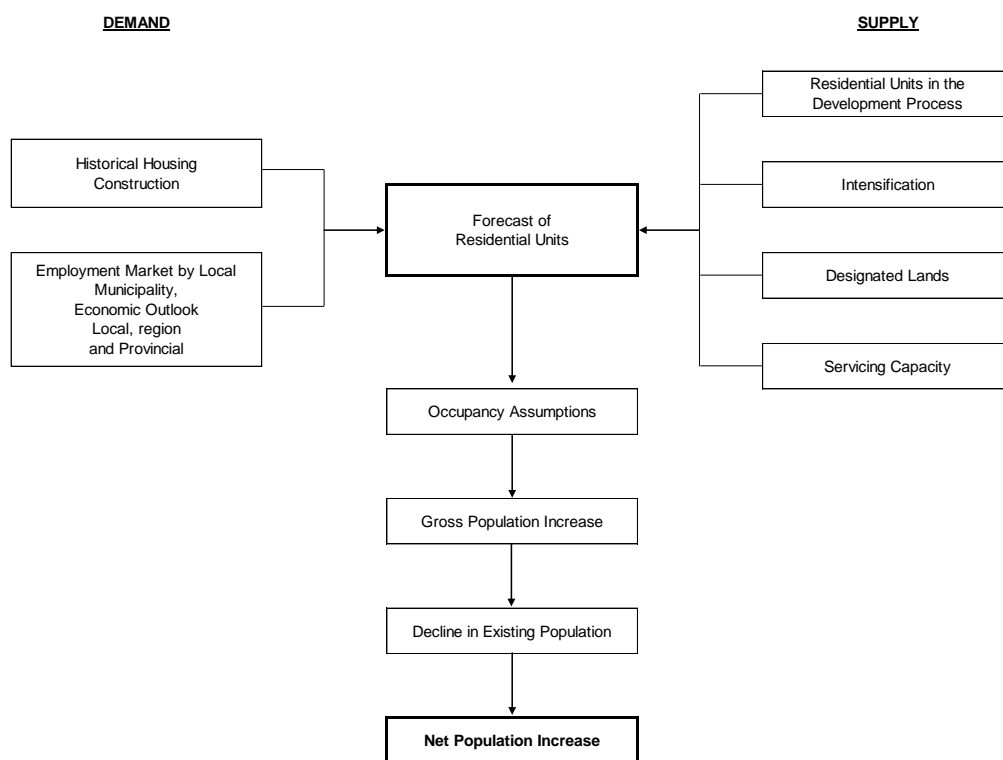 DEMAND
SUPPLY
Residential Units in the
Development Process
Historical Housing
Construction
Intensification
Forecast of
Residential Units
Employment Market by Local
Municipality,
Economic Outlook
Local, region
and Provincial
Designated Lands
Servicing Capacity
Occupancy Assumptions
Gross Population Increase
Decline in Existing Population
Net Population Increase